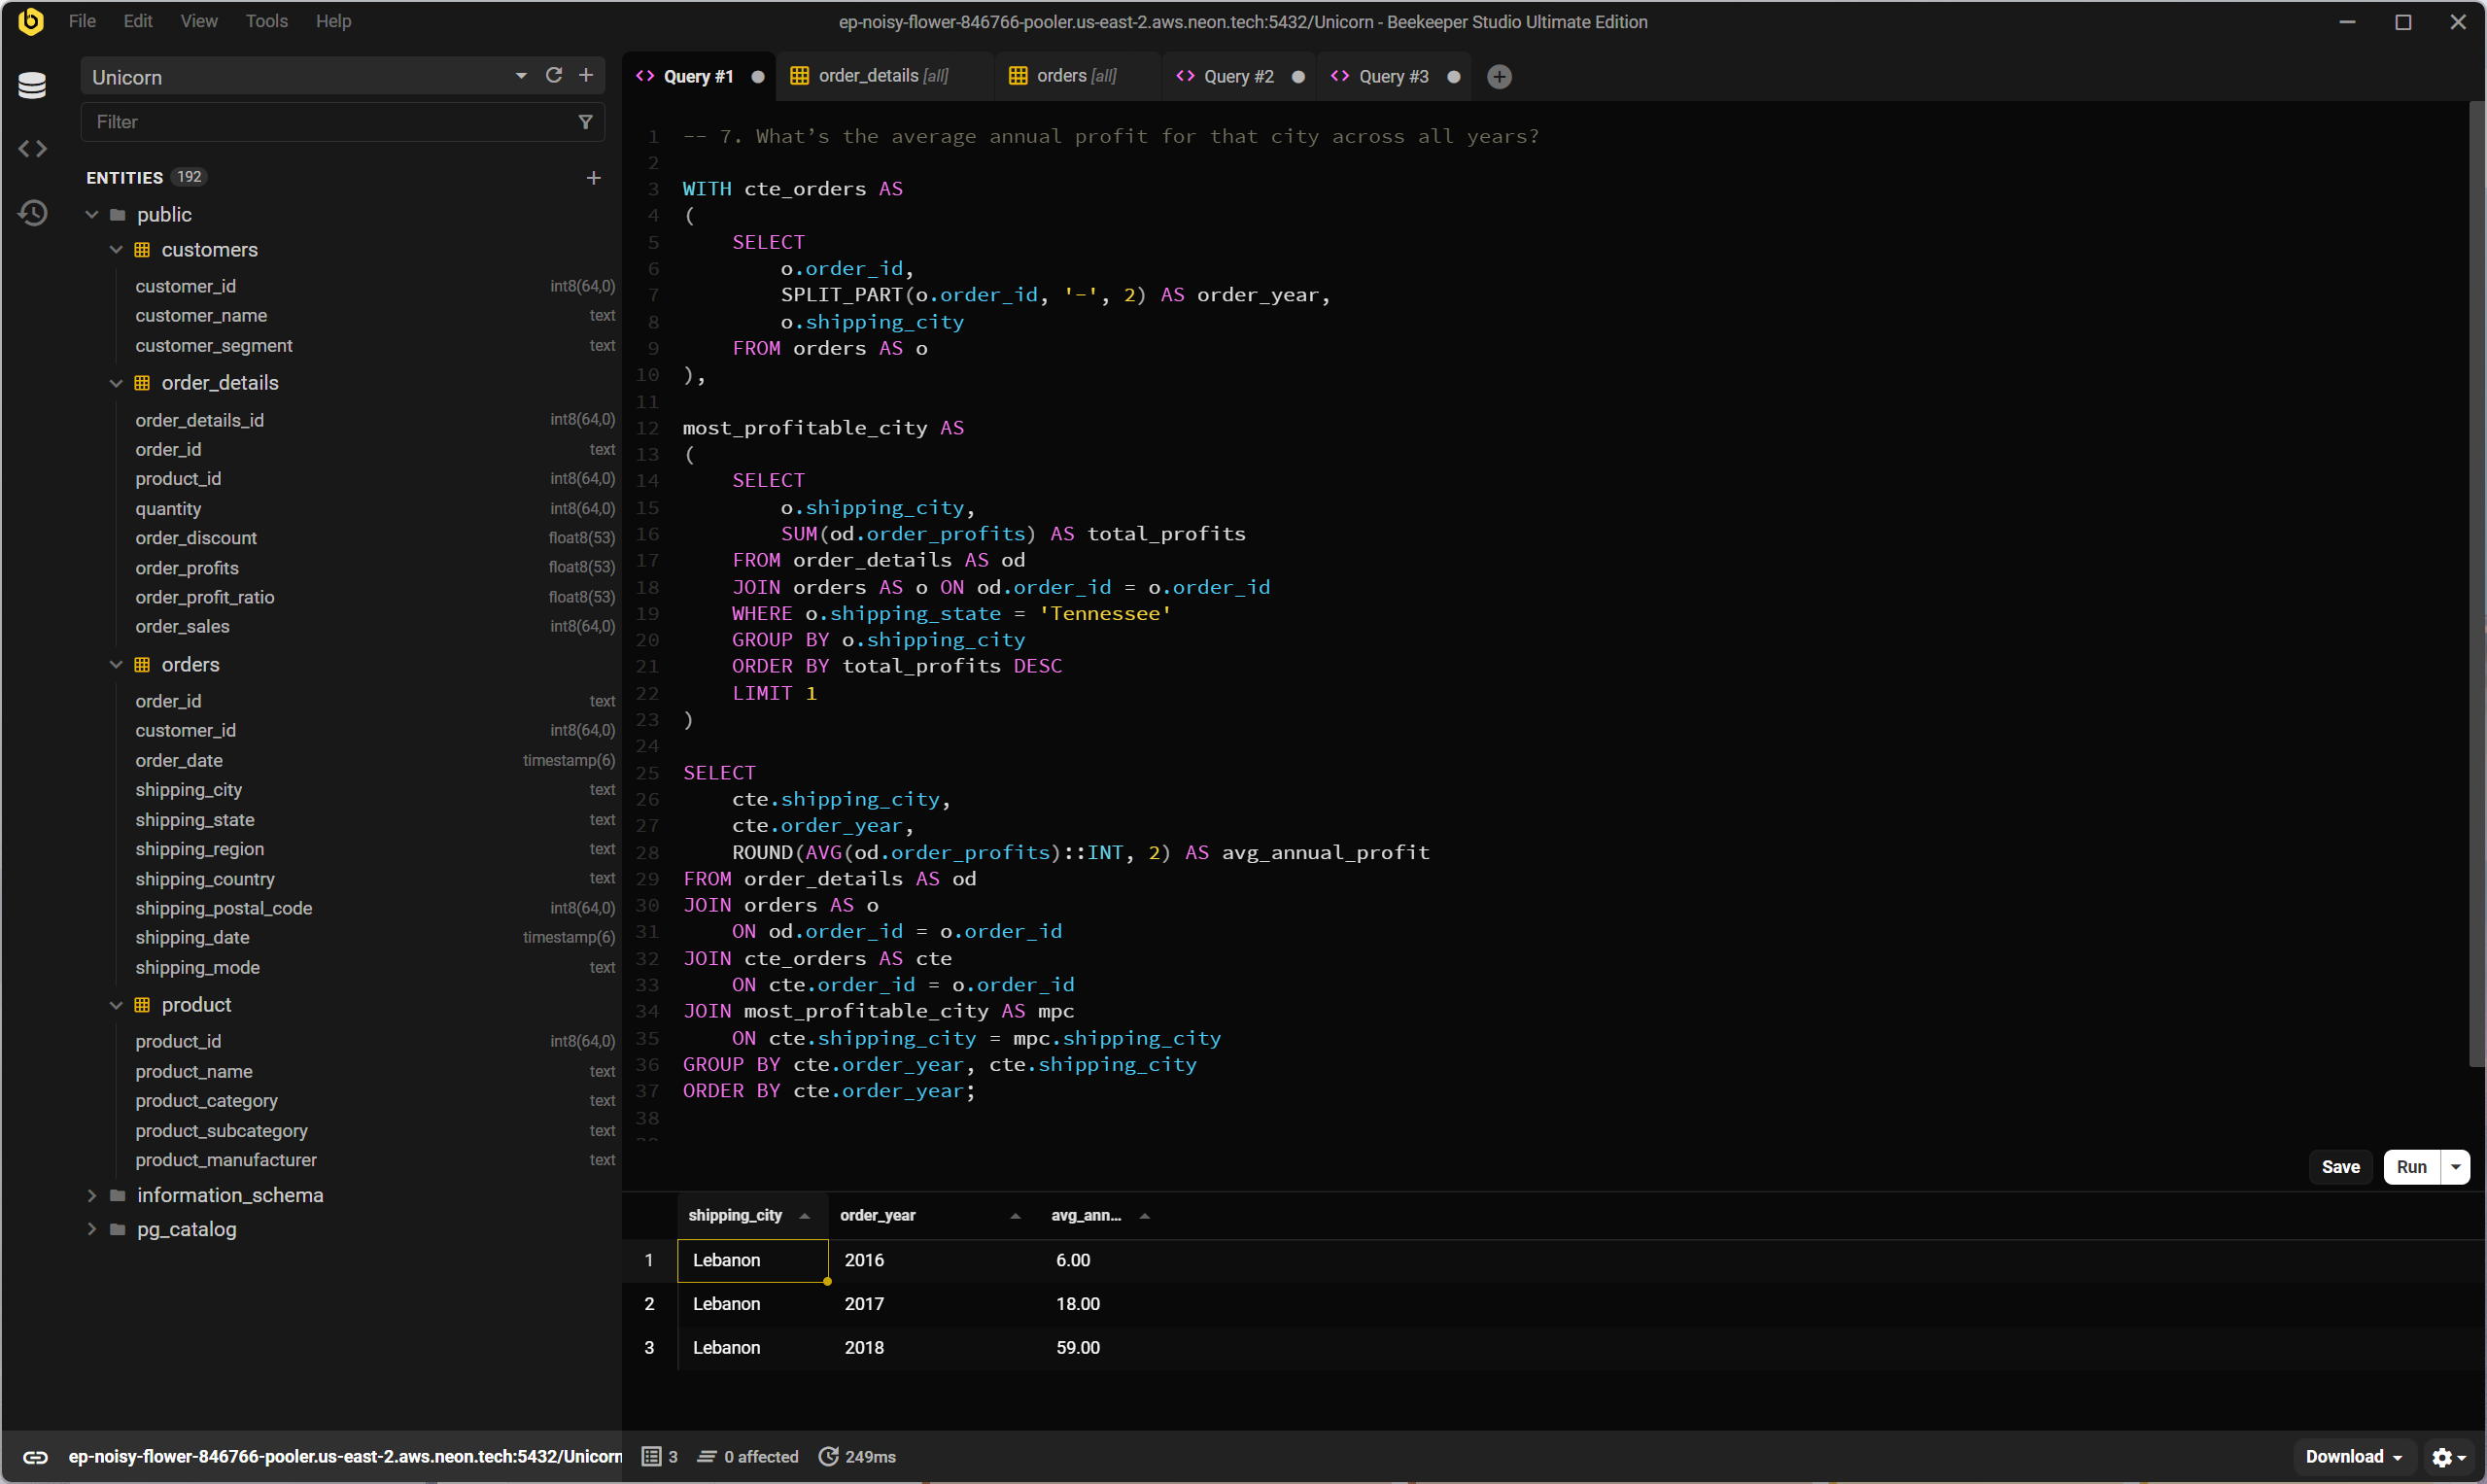 File Edit View Tools Help
ep-noisy-flower-846766-pooler.us-east-2.aws.neon.tech:5432/Unicorn - Beekeeper Studio Ultimate Edition
Unicorn
Filter
ENTITIES 192
public
customers
customer_id int8(64,0)
customer_name text
customer_segment text
order_details
order_details_id int8(64,0)
order_id text
product_id int8(64,0)
quantity int8(64,0)
order_discount float8(53)
order_profits float8(53)
order_profit_ratio float8(53)
order_sales int8(64,0)
orders
order_id text
customer_id int8(64,0)
order_date timestamp(6)
shipping_city text
shipping_state text
shipping_region text
shipping_country text
shipping_postal_code int8(64,0)
shipping_date timestamp(6)
shipping_mode text
product
product_id int8(64,0)
product_name text
product_category text
product_subcategory text
product_manufacturer text
information_schema
pg_catalog
Query #1 order_details [all] orders [all] Query #2 Query #3
1 -- 7. What’s the average annual profit for that city across all years?
2
3 WITH cte_orders AS
4 (
5 SELECT
6 o.order_id,
7 SPLIT_PART(o.order_id, '-', 2) AS order_year,
8 o.shipping_city
9 FROM orders AS o
10 ),
11
12 most_profitable_city AS
13 (
14 SELECT
15 o.shipping_city,
16 SUM(od.order_profits) AS total_profits
17 FROM order_details AS od
18 JOIN orders AS o ON od.order_id = o.order_id
19 WHERE o.shipping_state = 'Tennessee'
20 GROUP BY o.shipping_city
21 ORDER BY total_profits DESC
22 LIMIT 1
23 )
24
25 SELECT
26 cte.shipping_city,
27 cte.order_year,
28 ROUND(AVG(od.order_profits)::INT, 2) AS avg_annual_profit
29 FROM order_details AS od
30 JOIN orders AS o
31 ON od.order_id = o.order_id
32 JOIN cte_orders AS cte
33 ON cte.order_id = o.order_id
34 JOIN most_profitable_city AS mpc
35 ON cte.shipping_city = mpc.shipping_city
36 GROUP BY cte.order_year, cte.shipping_city
37 ORDER BY cte.order_year;
38
Save Run
shipping_city order_year avg_ann...
1 Lebanon 2016 6.00
2 Lebanon 2017 18.00
3 Lebanon 2018 59.00
ep-noisy-flower-846766-pooler.us-east-2.aws.neon.tech:5432/Unicorn 3 0 affected 249ms Download